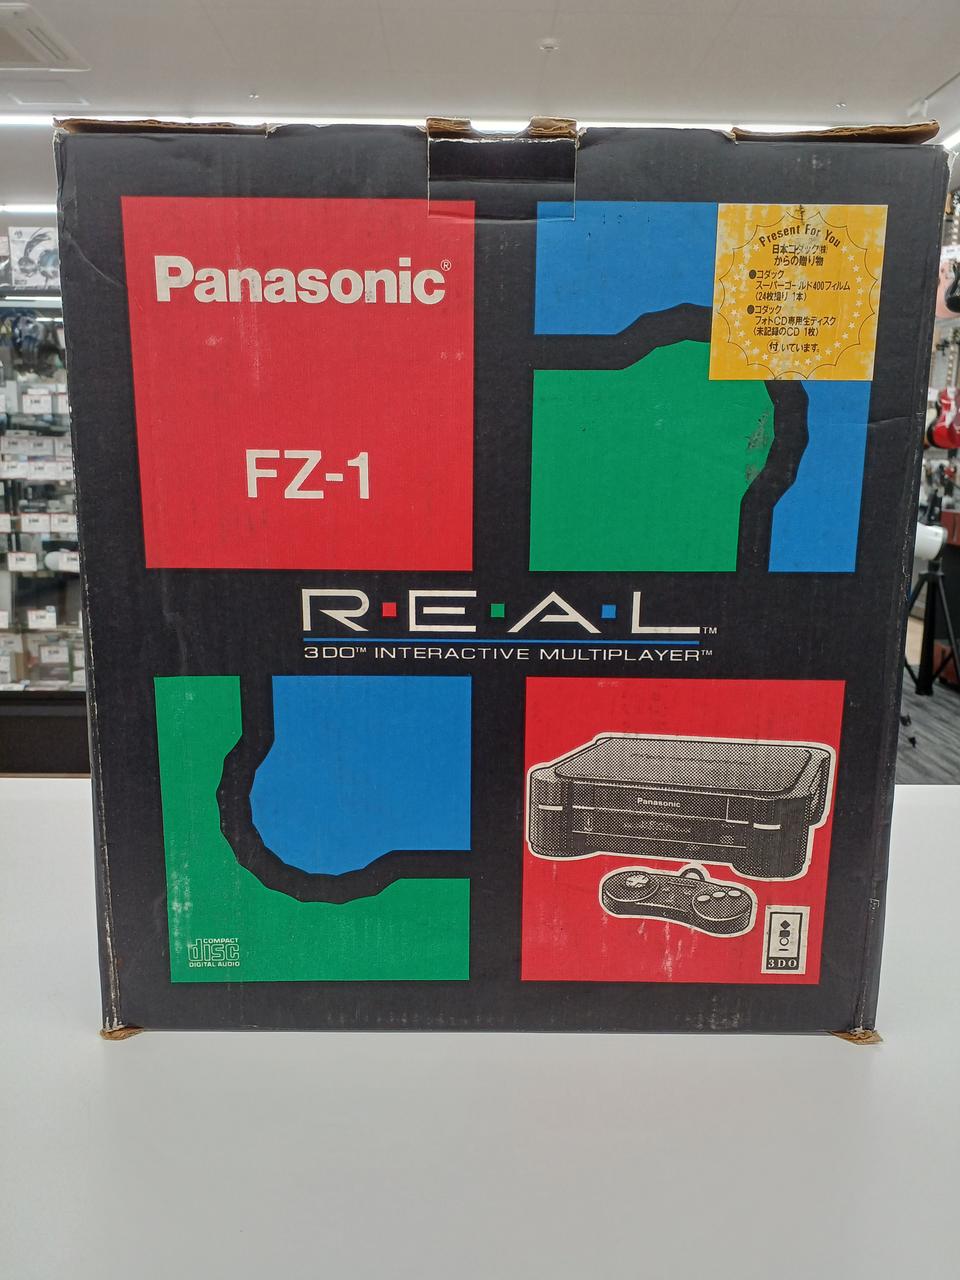 Panasonic®
FZ-1
Present For You
日本コダック㈱
からの贈り物
●コダック
スーパーゴールド400フィルム
(24枚撮り 1本)
●コダック
フォトCD専用生ディスク
(未記録のCD 1枚)
付いています。
R·E·A·L™
3DO™ INTERACTIVE MULTIPLAYER™
Panasonic
COMPACT
disc
DIGITAL AUDIO
3DO